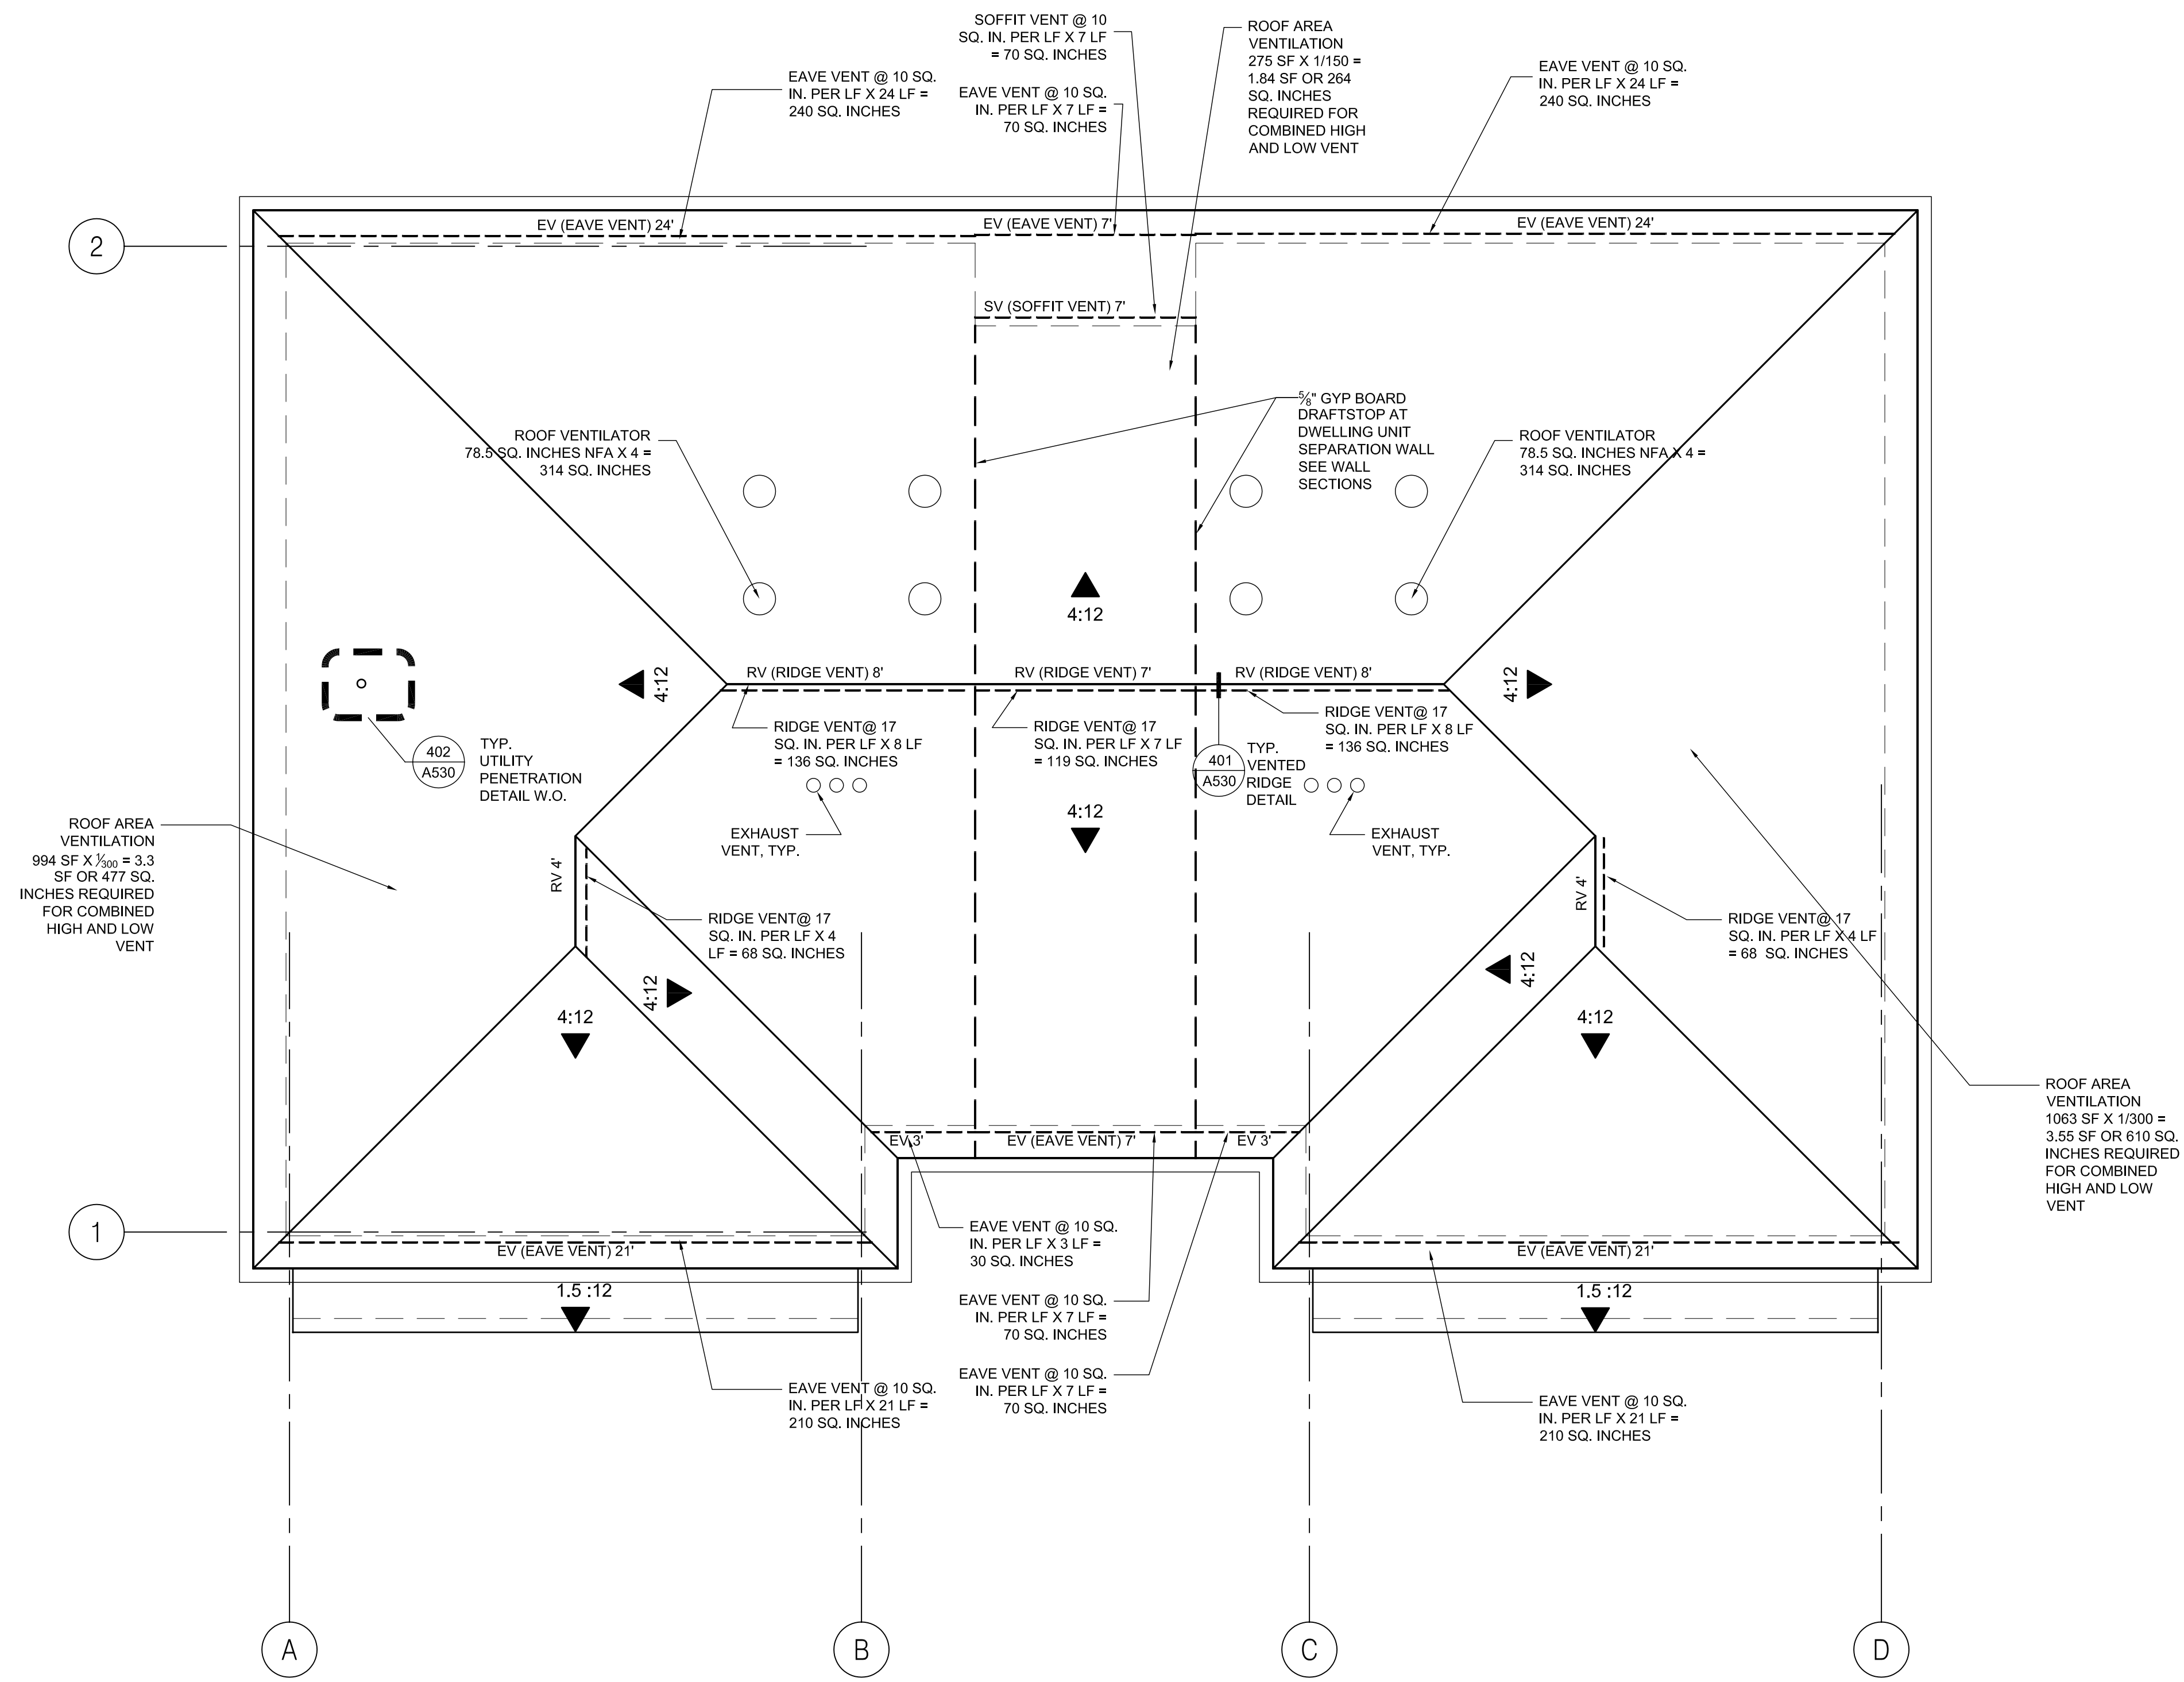 SOFFIT VENT @ 10
SQ. IN. PER LF X 7 LF
= 70 SQ. INCHES
ROOF AREA
VENTILATION
275 SF X 1/150 =
1.84 SF OR 264
SQ. INCHES
REQUIRED FOR
COMBINED HIGH
AND LOW VENT
EAVE VENT @ 10 SQ.
IN. PER LF X 24 LF =
240 SQ. INCHES
EAVE VENT @ 10 SQ.
IN. PER LF X 7 LF =
70 SQ. INCHES
EAVE VENT @ 10 SQ.
IN. PER LF X 24 LF =
240 SQ. INCHES
2
EV (EAVE VENT) 24'
EV (EAVE VENT) 7'
EV (EAVE VENT) 24'
SV (SOFFIT VENT) 7'
ROOF VENTILATOR
78.5 SQ. INCHES NFA X 4 =
314 SQ. INCHES
⅝" GYP BOARD
DRAFTSTOP AT
DWELLING UNIT
SEPARATION WALL
SEE WALL
SECTIONS
ROOF VENTILATOR
78.5 SQ. INCHES NFA X 4 =
314 SQ. INCHES
4:12
4:12
RV (RIDGE VENT) 8'
RV (RIDGE VENT) 7'
RV (RIDGE VENT) 8'
4:12
402
A530
TYP.
UTILITY
PENETRATION
DETAIL W.O.
RIDGE VENT@ 17
SQ. IN. PER LF X 8 LF
= 136 SQ. INCHES
RIDGE VENT@ 17
SQ. IN. PER LF X 7 LF
= 119 SQ. INCHES
401
A530
TYP.
VENTED
RIDGE
DETAIL
RIDGE VENT@ 17
SQ. IN. PER LF X 8 LF
= 136 SQ. INCHES
EXHAUST
VENT, TYP.
4:12
EXHAUST
VENT, TYP.
ROOF AREA
VENTILATION
994 SF X 1⁄300 = 3.3
SF OR 477 SQ.
INCHES REQUIRED
FOR COMBINED
HIGH AND LOW
VENT
RV 4'
RIDGE VENT@ 17
SQ. IN. PER LF X 4
LF = 68 SQ. INCHES
RV 4'
RIDGE VENT@ 17
SQ. IN. PER LF X 4 LF
= 68 SQ. INCHES
4:12
4:12
4:12
4:12
ROOF AREA
VENTILATION
1063 SF X 1/300 =
3.55 SF OR 610 SQ.
INCHES REQUIRED
FOR COMBINED
HIGH AND LOW
VENT
EV 3'
EV (EAVE VENT) 7'
EV 3'
1
EV (EAVE VENT) 21'
EAVE VENT @ 10 SQ.
IN. PER LF X 3 LF =
30 SQ. INCHES
EV (EAVE VENT) 21'
1.5 :12
EAVE VENT @ 10 SQ.
IN. PER LF X 7 LF =
70 SQ. INCHES
1.5 :12
EAVE VENT @ 10 SQ.
IN. PER LF X 21 LF =
210 SQ. INCHES
EAVE VENT @ 10 SQ.
IN. PER LF X 7 LF =
70 SQ. INCHES
EAVE VENT @ 10 SQ.
IN. PER LF X 21 LF =
210 SQ. INCHES
A
B
C
D